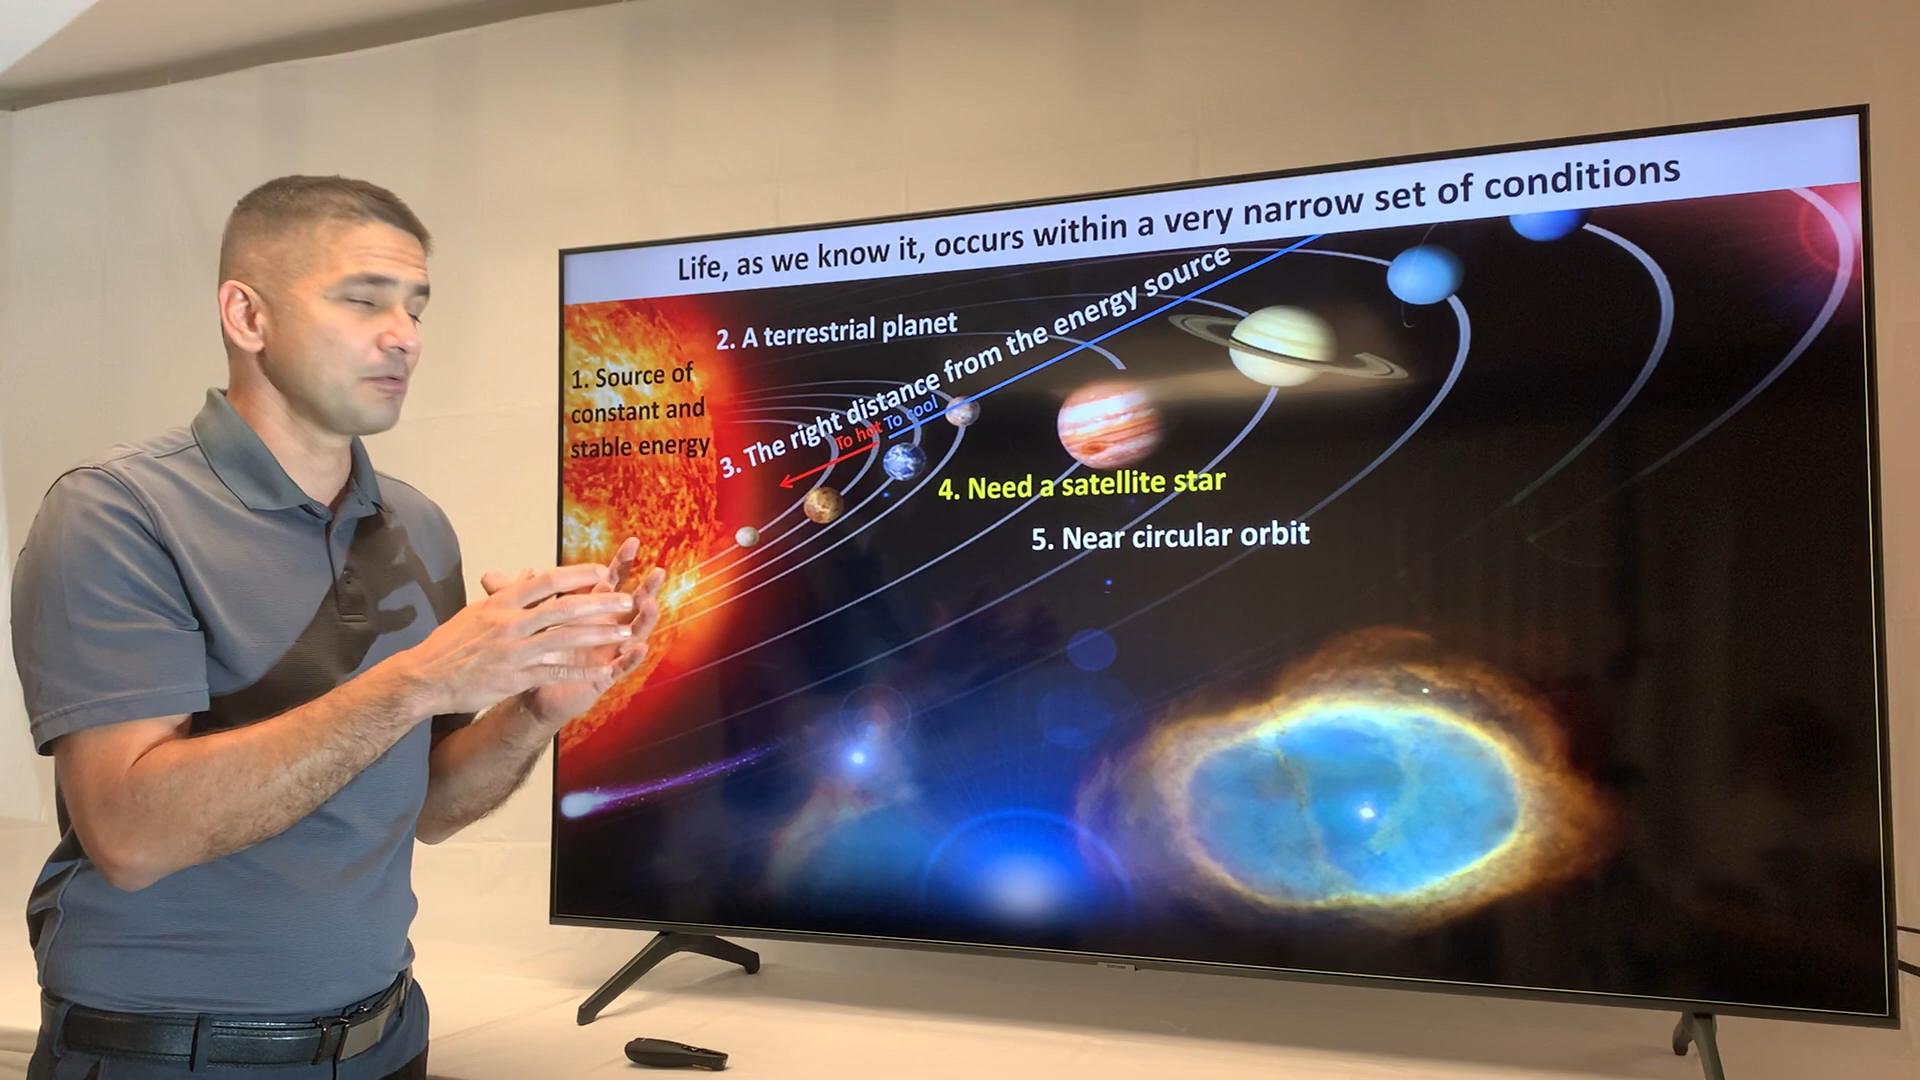 Life, as we know it, occurs within a very narrow set of conditions
1. Source of
constant and
stable energy
2. A terrestrial planet
3. The right distance from the energy source
To hot To cool
4. Need a satellite star
5. Near circular orbit